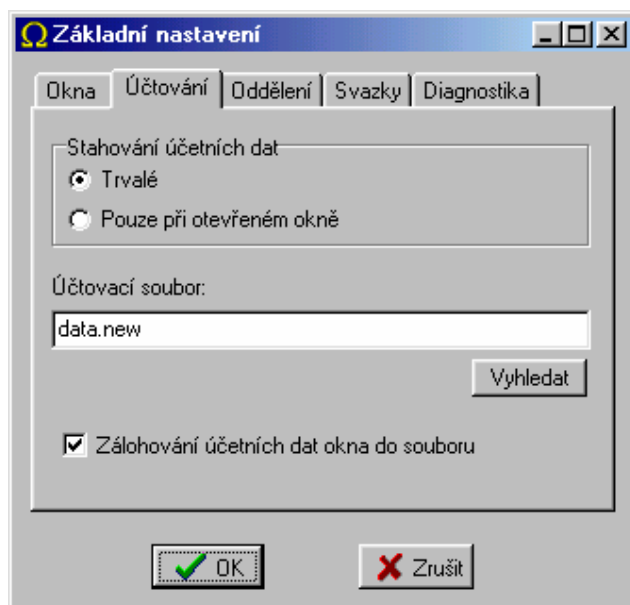 Ω Základní nastavení
Okna Účtování Oddělení Svazky Diagnostika
Stahování účetních dat
Trvalé
Pouze při otevřeném okně
Účtovací soubor:
data.new
Vyhledat
Zálohování účetních dat okna do souboru
OK Zrušit